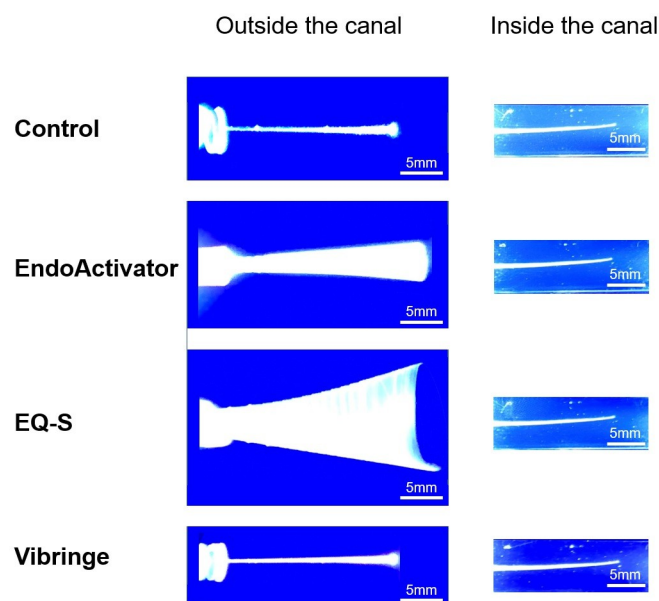 Outside the canal Inside the canal
Control
5mm 5mm
EndoActivator
5mm 5mm
EQ-S
5mm 5mm
Vibringe
5mm 5mm